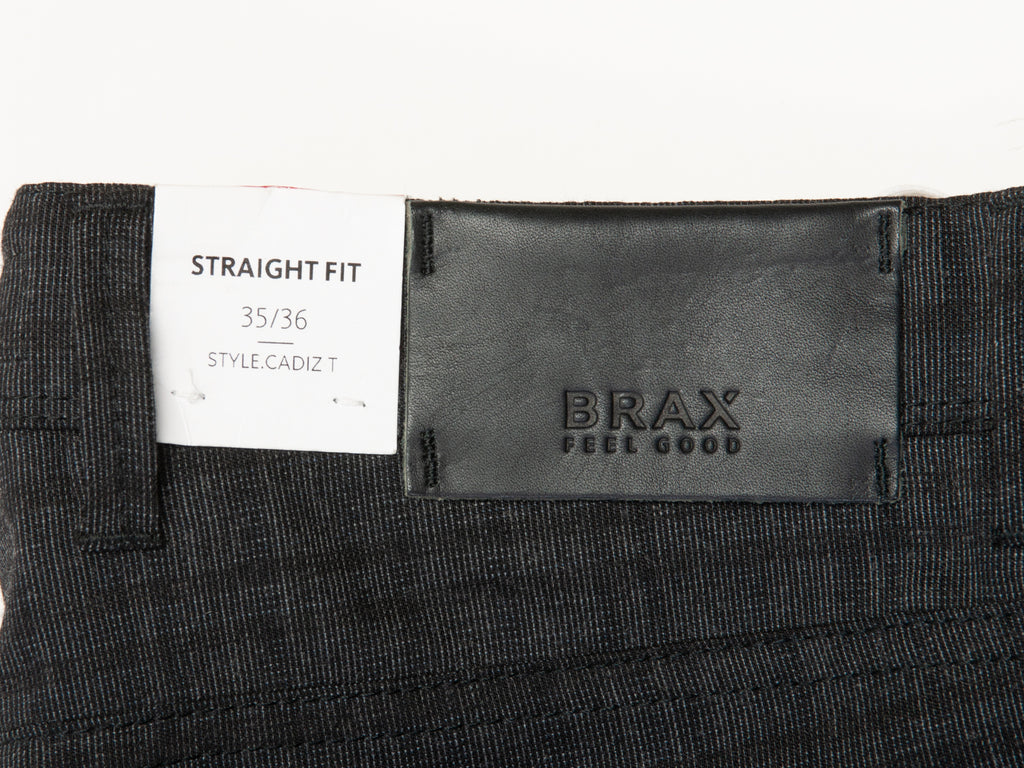 STRAIGHT FIT
35/36
STYLE.CADIZ T
BRAX
FEEL GOOD